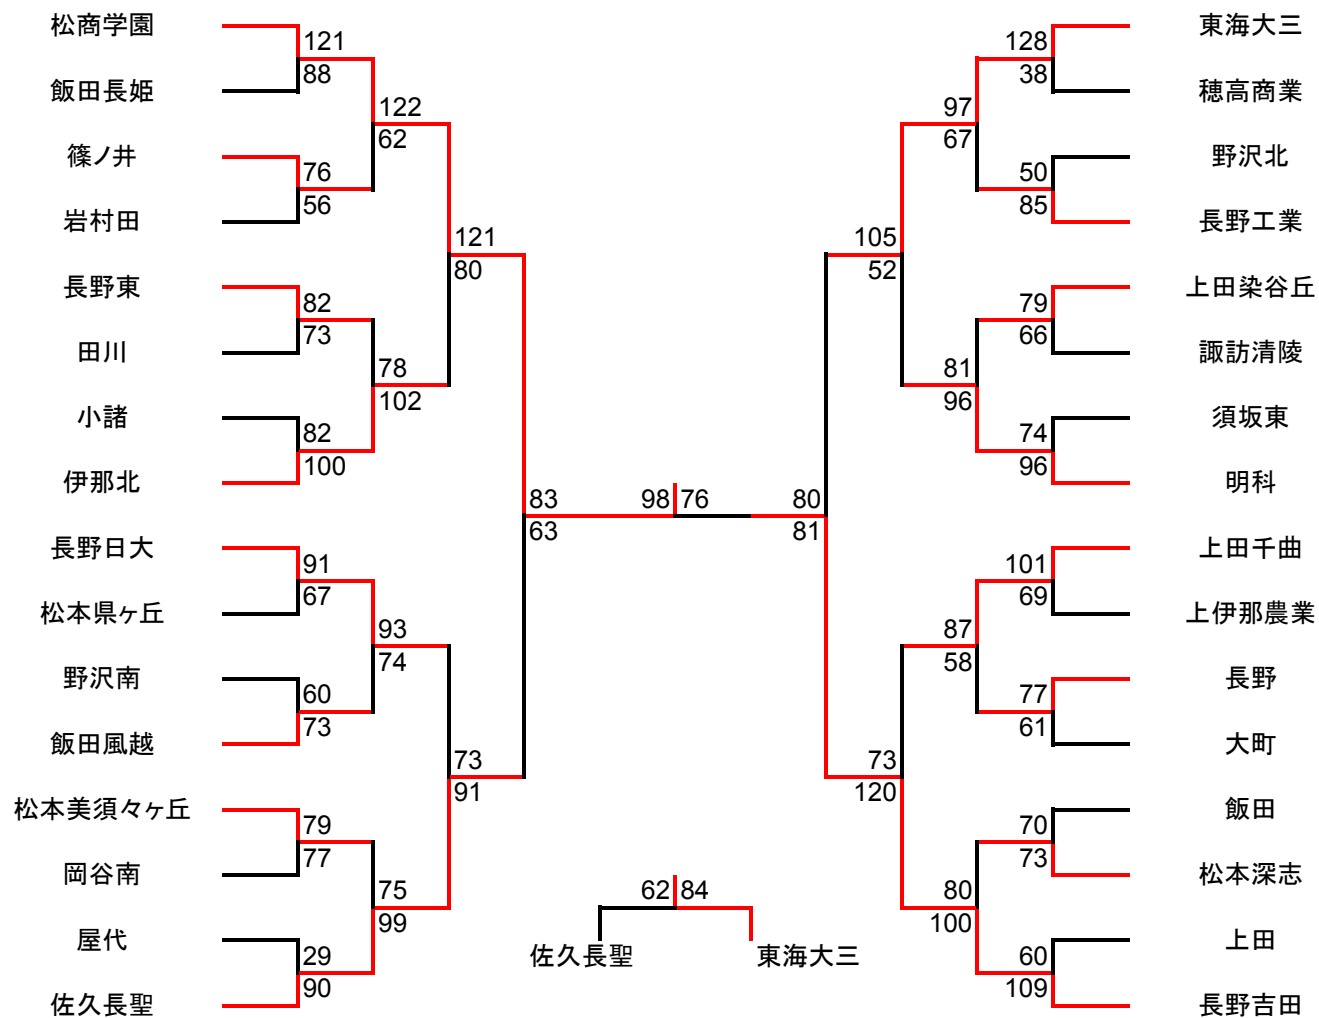 松商学園
121
88
飯田長姫
122
62
篠ノ井
76
56
岩村田
121
80
長野東
82
73
田川
78
102
小諸
82
100
伊那北
83
63
長野日大
91
67
松本県ヶ丘
93
74
野沢南
60
73
飯田風越
73
91
松本美須々ヶ丘
79
77
岡谷南
75
99
屋代
29
90
佐久長聖
98 76
62 84
佐久長聖 東海大三
東海大三
128
38
穂高商業
97
67
野沢北
50
85
長野工業
105
52
上田染谷丘
79
66
諏訪清陵
81
96
須坂東
74
96
明科
80
81
上田千曲
101
69
上伊那農業
87
58
長野
77
61
大町
73
120
飯田
70
73
松本深志
80
100
上田
60
109
長野吉田